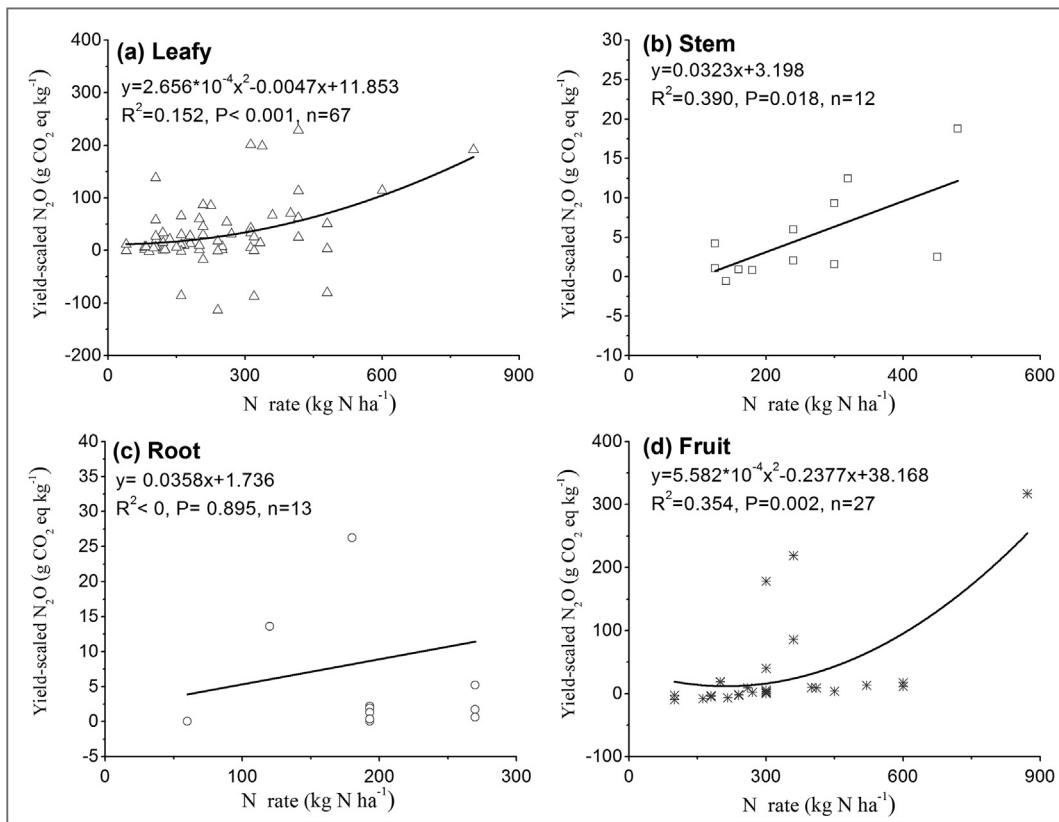 (a) Leafy
y=2.656*10⁻⁴x²-0.0047x+11.853
R²=0.152, P< 0.001, n=67
400
300
200
100
0
-100
-200
0
300
600
900
Yield-scaled N₂O (g CO₂ eq kg⁻¹)
N rate (kg N ha⁻¹)
(b) Stem
y=0.0323x+3.198
R²=0.390, P=0.018, n=12
30
25
20
15
10
5
0
-5
-10
0
200
400
600
Yield-scaled N₂O (g CO₂ eq kg⁻¹)
N rate (kg N ha⁻¹)
(c) Root
y= 0.0358x+1.736
R²< 0, P= 0.895, n=13
40
35
30
25
20
15
10
5
0
-5
0
100
200
300
Yield-scaled N₂O (g CO₂ eq kg⁻¹)
N rate (kg N ha⁻¹)
(d) Fruit
y=5.582*10⁻⁴x²-0.2377x+38.168
R²=0.354, P=0.002, n=27
400
300
200
100
0
-100
0
300
600
900
Yield-scaled N₂O (g CO₂ eq kg⁻¹)
N rate (kg N ha⁻¹)